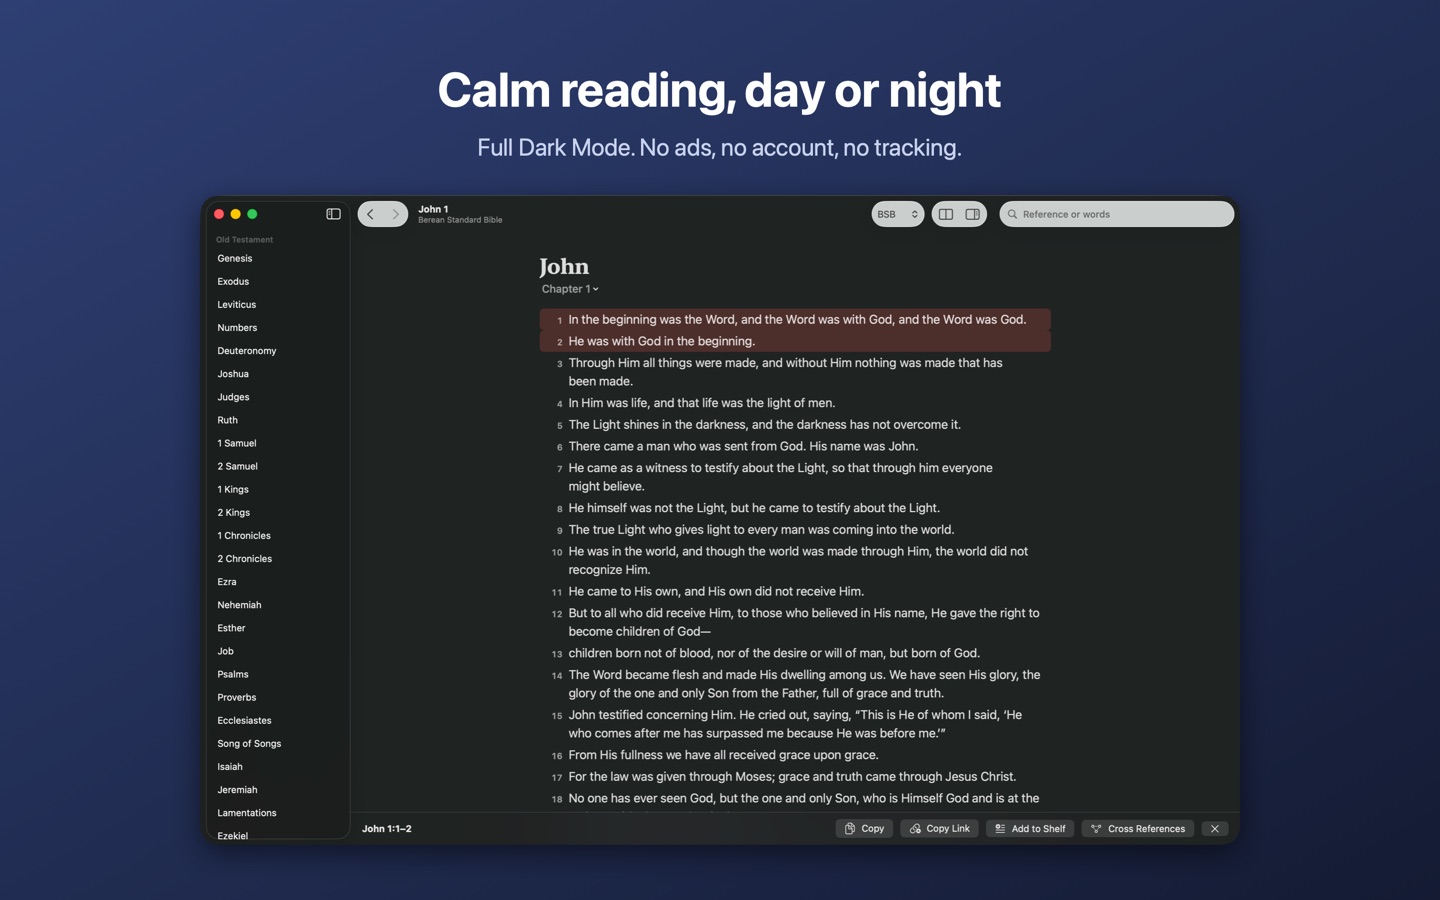 Calm reading, day or night
Full Dark Mode. No ads, no account, no tracking.
John 1
Berean Standard Bible
BSB
Reference or words
Old Testament
Genesis
Exodus
Leviticus
Numbers
Deuteronomy
Joshua
Judges
Ruth
1 Samuel
2 Samuel
1 Kings
2 Kings
1 Chronicles
2 Chronicles
Ezra
Nehemiah
Esther
Job
Psalms
Proverbs
Ecclesiastes
Song of Songs
Isaiah
Jeremiah
Lamentations
Ezekiel
John
Chapter 1
1 In the beginning was the Word, and the Word was with God, and the Word was God.
2 He was with God in the beginning.
3 Through Him all things were made, and without Him nothing was made that has
been made.
4 In Him was life, and that life was the light of men.
5 The Light shines in the darkness, and the darkness has not overcome it.
6 There came a man who was sent from God. His name was John.
7 He came as a witness to testify about the Light, so that through him everyone
might believe.
8 He himself was not the Light, but he came to testify about the Light.
9 The true Light who gives light to every man was coming into the world.
10 He was in the world, and though the world was made through Him, the world did not
recognize Him.
11 He came to His own, and His own did not receive Him.
12 But to all who did receive Him, to those who believed in His name, He gave the right to
become children of God—
13 children born not of blood, nor of the desire or will of man, but born of God.
14 The Word became flesh and made His dwelling among us. We have seen His glory, the
glory of the one and only Son from the Father, full of grace and truth.
15 John testified concerning Him. He cried out, saying, “This is He of whom I said, ‘He
who comes after me has surpassed me because He was before me.’”
16 From His fullness we have all received grace upon grace.
17 For the law was given through Moses; grace and truth came through Jesus Christ.
18 No one has ever seen God, but the one and only Son, who is Himself God and is at the
John 1:1–2
Copy
Copy Link
Add to Shelf
Cross References